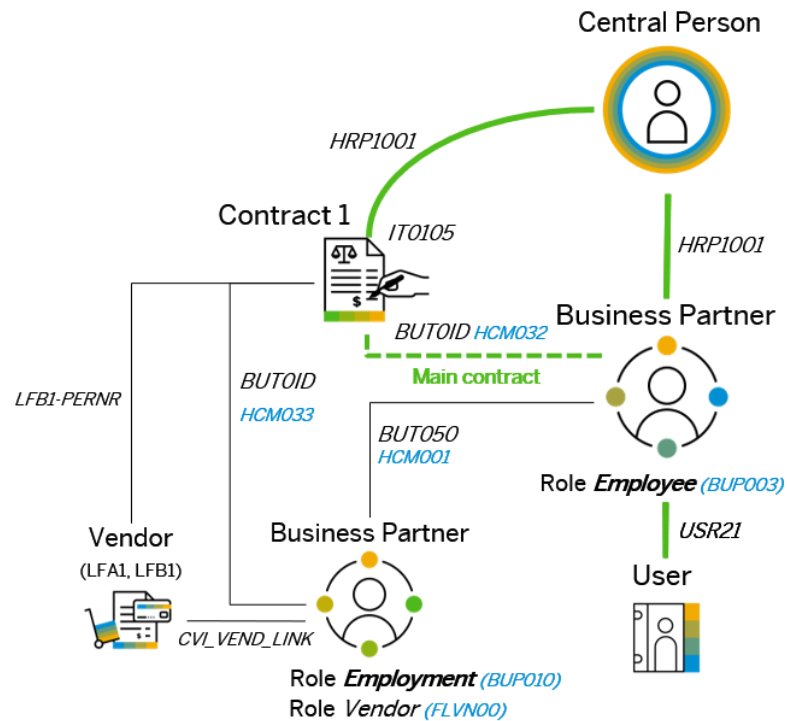 Central Person
HRP1001
Contract 1
IT0105
HRP1001
$
BUT0ID HCM032
Business Partner
Main contract
BUT0ID
HCM033
LFB1-PERNR
BUT050
HCM001
Role Employee (BUP003)
USR21
Vendor
(LFA1, LFB1)
Business Partner
User
$
CVI_VEND_LINK
Role Employment (BUP010)
Role Vendor (FLVN00)